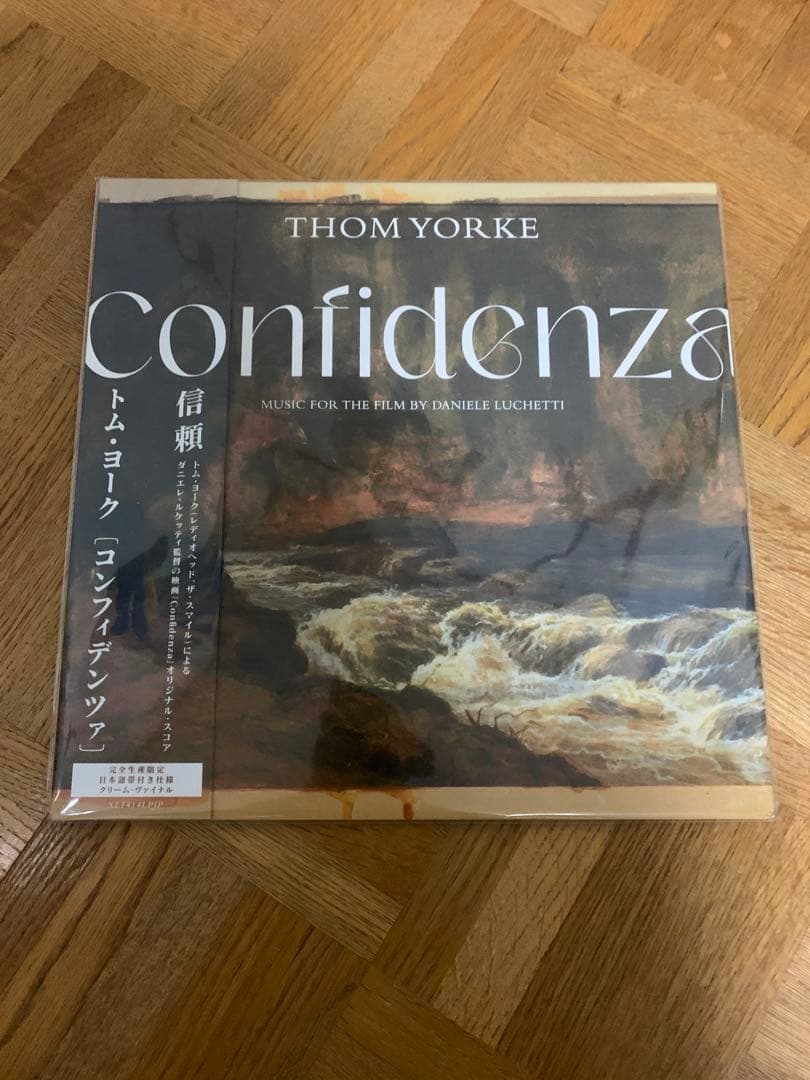 THOM YORKE
Confidenza
MUSIC FOR THE FILM BY DANIELE LUCHETTI
信頼
トム・ヨーク(レディオヘッド、ザ・スマイル)による
ダニエレ・ルケッティ監督の映画『Confidenza』オリジナル・スコア
トム・ヨーク［コンフィデンツァ］
完全生産限定
日本語帯付き仕様
クリーム・ヴァイナル
XL1414LPJP